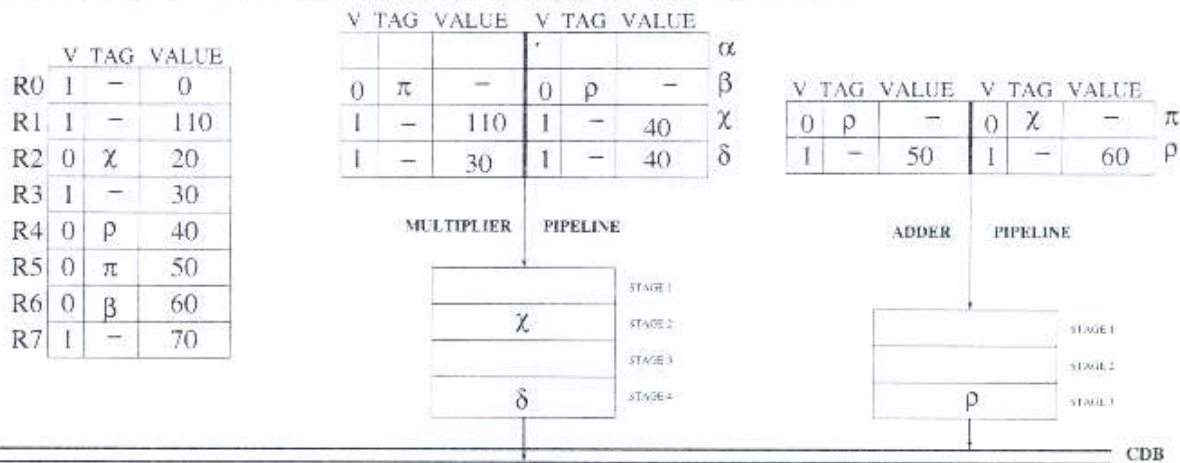 V TAG VALUE V TAG VALUE
α
0 π – 0 ρ – β
1 – 110 1 – 40 χ
1 – 30 1 – 40 δ
V TAG VALUE
R0 1 – 0
R1 1 – 110
R2 0 χ 20
R3 1 – 30
R4 0 ρ 40
R5 0 π 50
R6 0 β 60
R7 1 – 70
V TAG VALUE V TAG VALUE
0 ρ – 0 χ – π
1 – 50 1 – 60 ρ
MULTIPLIER PIPELINE
STAGE 1
χ STAGE 2
STAGE 3
δ STAGE 4
ADDER PIPELINE
STAGE 1
STAGE 2
ρ STAGE 3
CDB